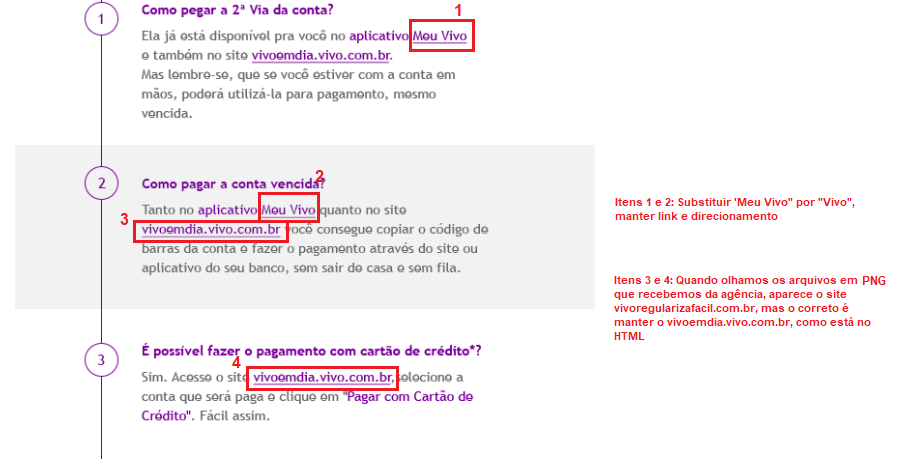 1
1
Como pegar a 2ª Via da conta?
Ela já está disponível pra você no aplicativo Meu Vivo
e também no site vivoemdia.vivo.com.br.
Mas lembre-se, que se você estiver com a conta em
mãos, poderá utilizá-la para pagamento, mesmo
vencida.
2
2
Como pagar a conta vencida?
Tanto no aplicativo Meu Vivo quanto no site
3
vivoemdia.vivo.com.br você consegue copiar o código de
barras da conta e fazer o pagamento através do site ou
aplicativo do seu banco, sem sair de casa e sem fila.
3
É possível fazer o pagamento com cartão de crédito*?
4
Sim. Acesse o site vivoemdia.vivo.com.br,selecione a
conta que será paga e clique em "Pagar com Cartão de
Crédito". Fácil assim.
Itens 1 e 2: Substituir 'Meu Vivo" por "Vivo",
manter link e direcionamento
Itens 3 e 4: Quando olhamos os arquivos em PNG
que recebemos da agência, aparece o site
vivoregularizafacil.com.br, mas o correto é
manter o vivoemdia.vivo.com.br, como está no
HTML